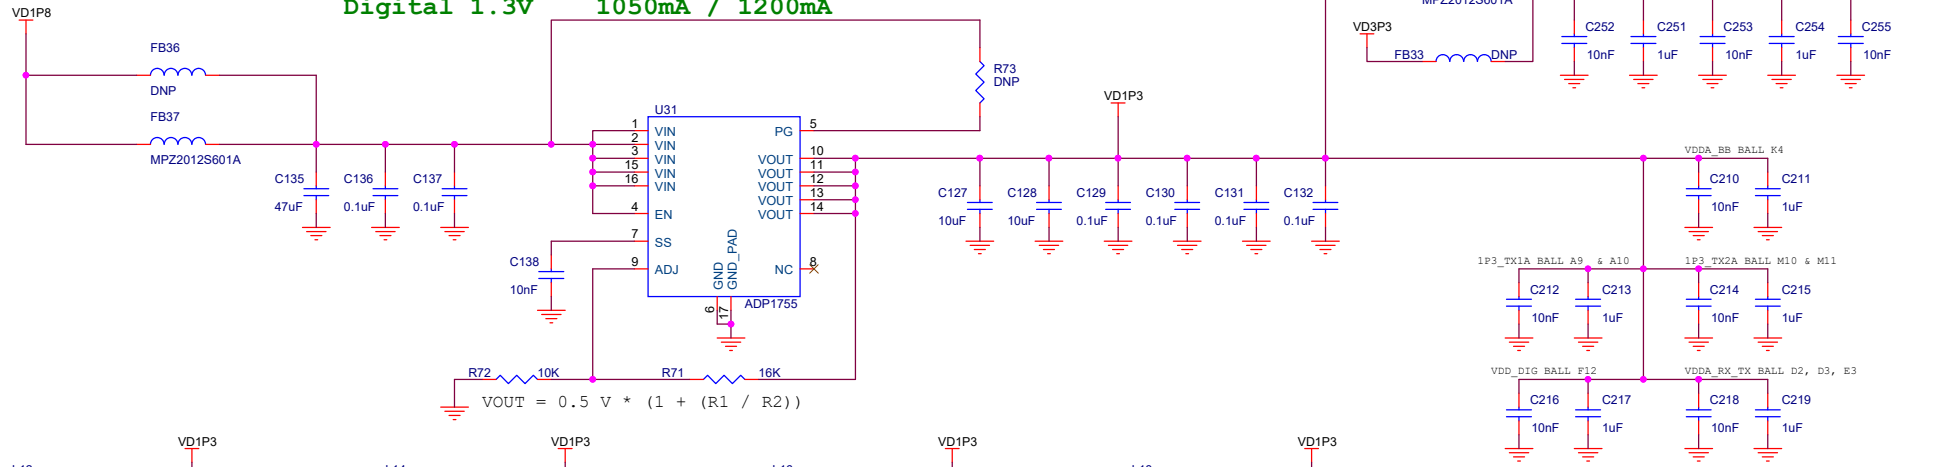 Digital 1.3V 1050mA / 1200mA
VD1P8
FB36
DNP
FB37
MPZ2012S601A
C135
47uF
C136
0.1uF
C137
0.1uF
R73
DNP
U31
1 VIN
2 VIN
3 VIN
15 VIN
16 VIN
4 EN
7 SS
9 ADJ
PG 5
VOUT 10
VOUT 11
VOUT 12
VOUT 13
VOUT 14
NC 8
GND
GND_PAD
6
17
ADP1755
C138
10nF
R72 10K
R71 16K
VOUT = 0.5 V * (1 + (R1 / R2))
VD1P3
C127
10uF
C128
10uF
C129
0.1uF
C130
0.1uF
C131
0.1uF
C132
0.1uF
MPZ2012S601A
VD3P3
FB33 DNP
C252
10nF
C251
1uF
C253
10nF
C254
1uF
C255
10nF
VDDA_BB BALL K4
C210
10nF
C211
1uF
1P3_TX1A BALL A9 & A10
C212
10nF
C213
1uF
1P3_TX2A BALL M10 & M11
C214
10nF
C215
1uF
VDD_DIG BALL F12
C216
10nF
C217
1uF
VDDA_RX_TX BALL D2, D3, E3
C218
10nF
C219
1uF
VD1P3
VD1P3
VD1P3
VD1P3